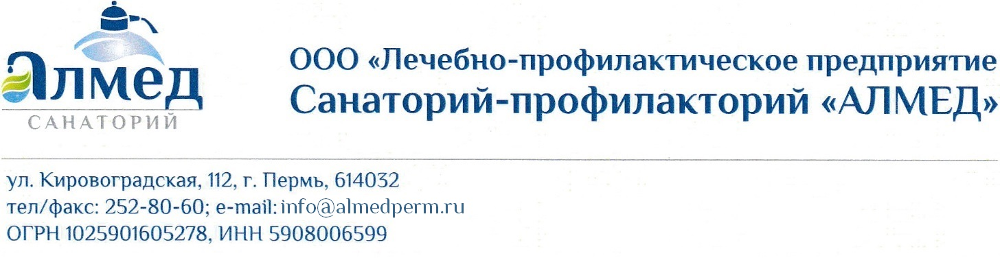 Алмед
САНАТОРИЙ
ООО «Лечебно-профилактическое предприятие
Санаторий-профилакторий «АЛМЕД»
ул. Кировоградская, 112, г. Пермь, 614032
тел/факс: 252-80-60; e-mail: info@almedperm.ru
ОГРН 1025901605278, ИНН 5908006599